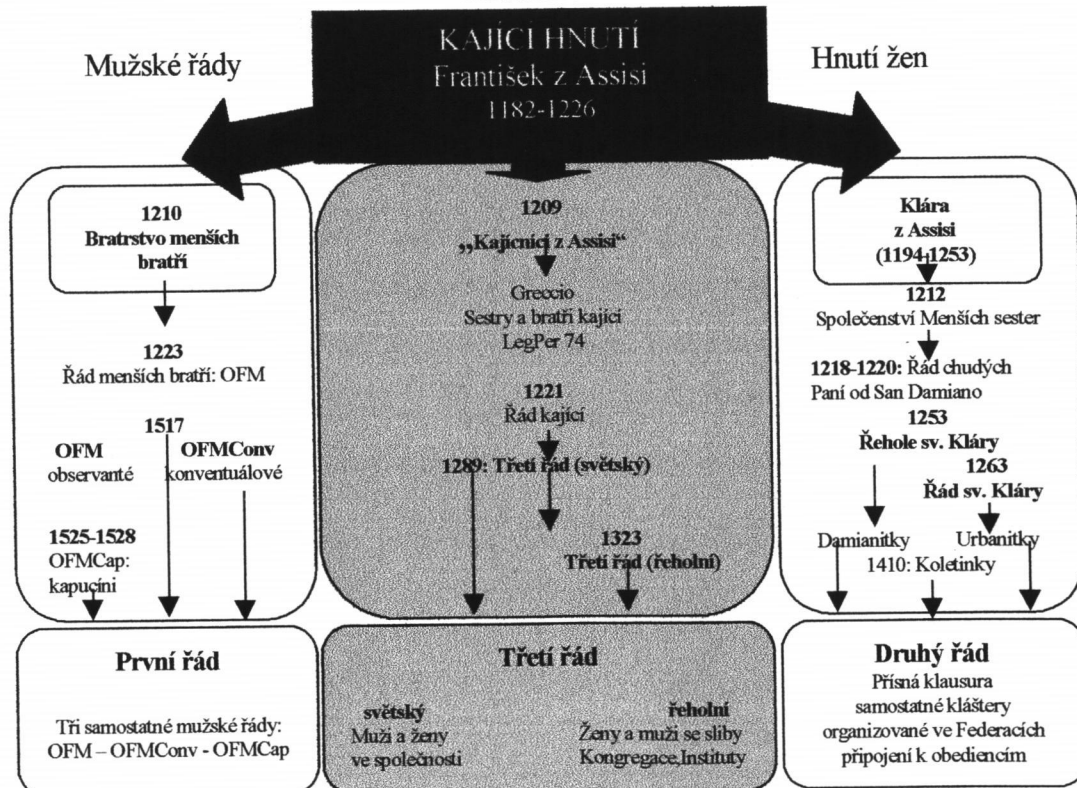 KAJÍCI HNUTÍ
František z Assisi
1182-1226
Mužské řády
Hnutí žen
1210
Bratrstvo menších
bratří
1223
Řád menších bratří: OFM
1517
OFM
observanté
OFMConv
konventuálové
1525-1528
OFMCap:
kapucíni
První řád
Tři samostatné mužské řády:
OFM – OFMConv - OFMCap
1209
„Kajícníci z Assisi“
Greccio
Sestry a bratři kající
LegPer 74
1221
Řád kající
1289: Třetí řád (světský)
1323
Třetí řád (řeholní)
Třetí řád
světský
Muži a ženy
ve společnosti
řeholní
Ženy a muži se sliby
Kongregace,Instituty
Klára
z Assisi
(1194-1253)
1212
Společenství Menších sester
1218-1220: Řád chudých
Paní od San Damiano
1253
Řehole sv. Kláry
1263
Řád sv. Kláry
Damianitky
Urbanitky
1410: Koletinky
Druhý řád
Přísná klausura
samostatné kláštery
organizované ve Federacích
připojení k obediencím